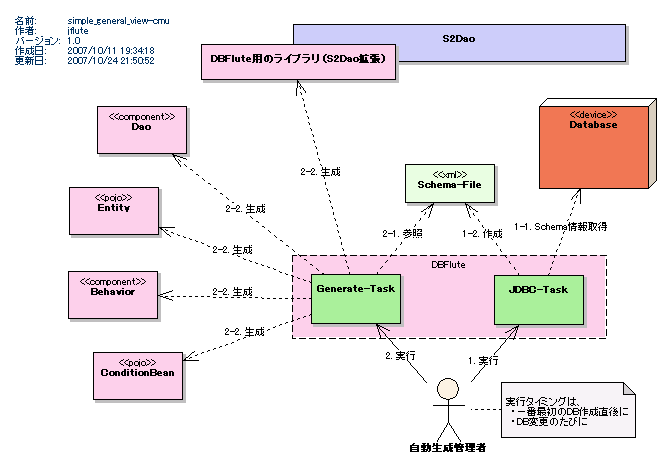 名前: simple_general_view-cmu
作者: jflute
バージョン: 1.0
作成日: 2007/10/11 19:34:18
更新日: 2007/10/24 21:50:52
S2Dao
DBFlute用のライブラリ(S2Dao拡張)
<<component>>
Dao
<<device>>
Database
2-2. 生成
<<xml>>
Schema-File
<<pojo>>
Entity
2-2. 生成
2-1. 参照
1-2. 作成
1-1. Schema情報取得
2-2. 生成
DBFlute
<<component>>
Behavior
2-2. 生成
Generate-Task
JDBC-Task
2-2. 生成
<<pojo>>
ConditionBean
2. 実行
1. 実行
実行タイミングは、
・一番最初のDB作成直後に
・DB変更のたびに
自動生成管理者